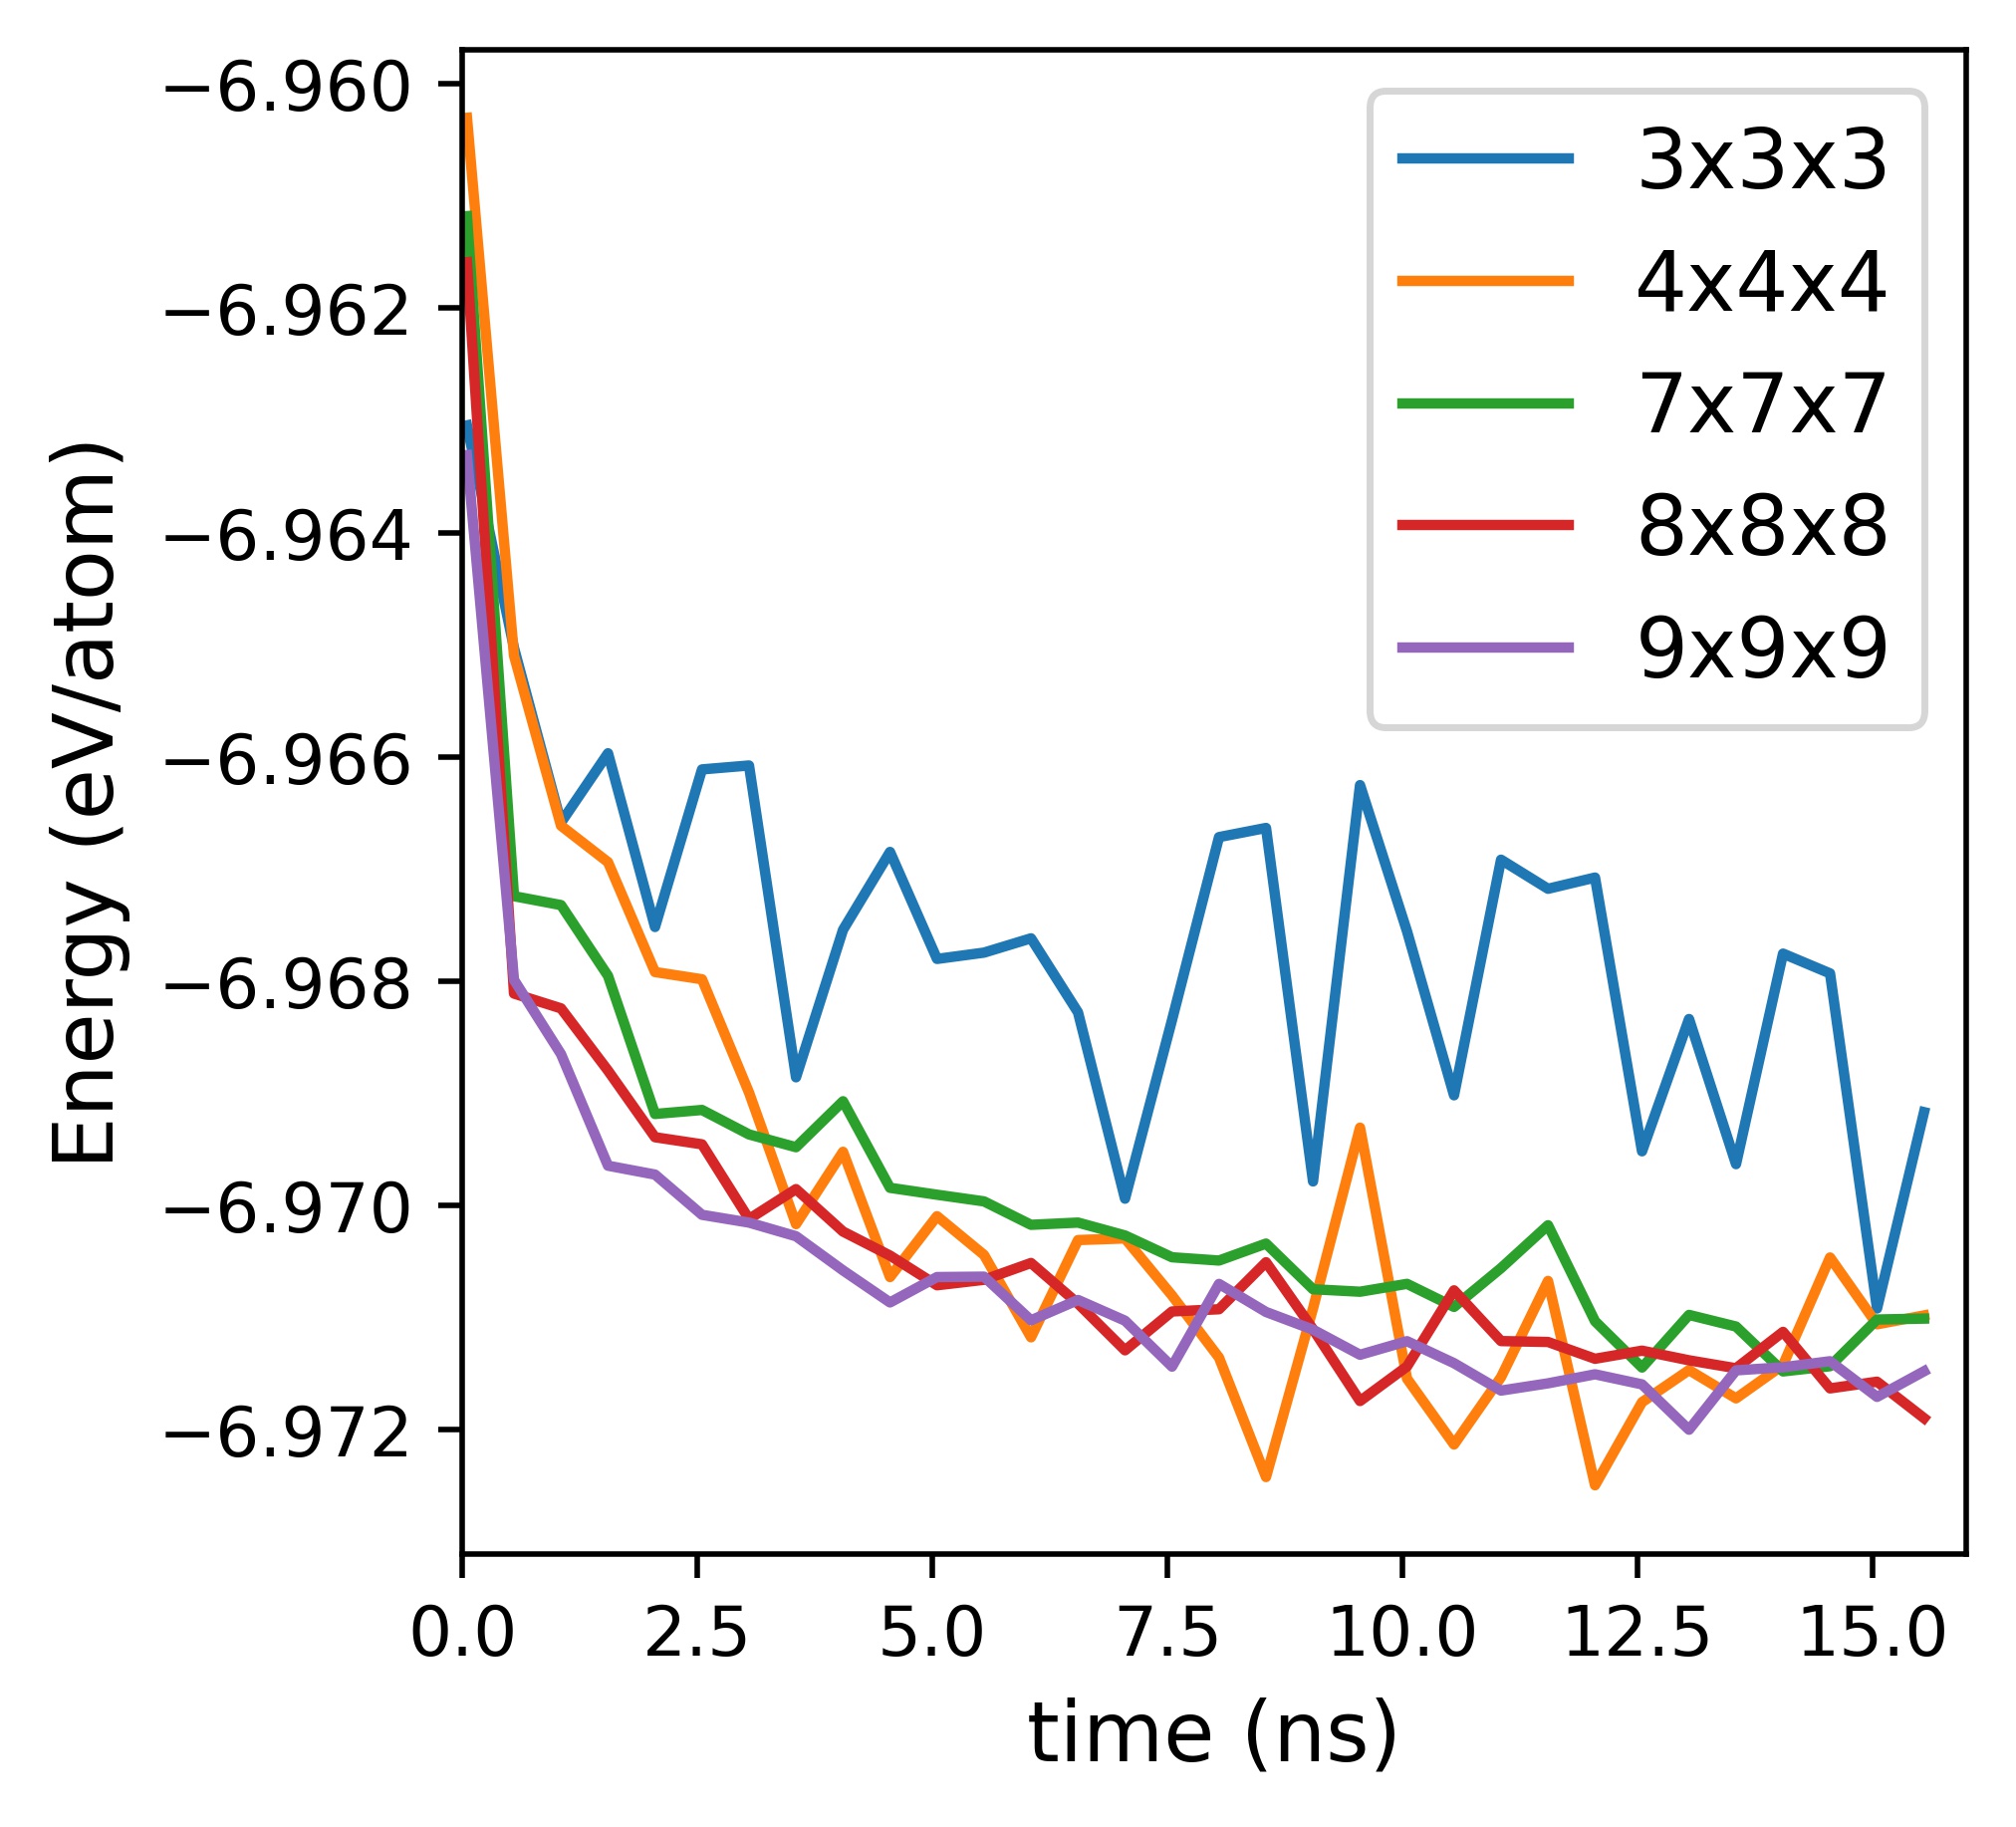 Energy (eV/atom)
−6.960
−6.962
−6.964
−6.966
−6.968
−6.970
−6.972
3x3x3
4x4x4
7x7x7
8x8x8
9x9x9
0.0 2.5 5.0 7.5 10.0 12.5 15.0
time (ns)